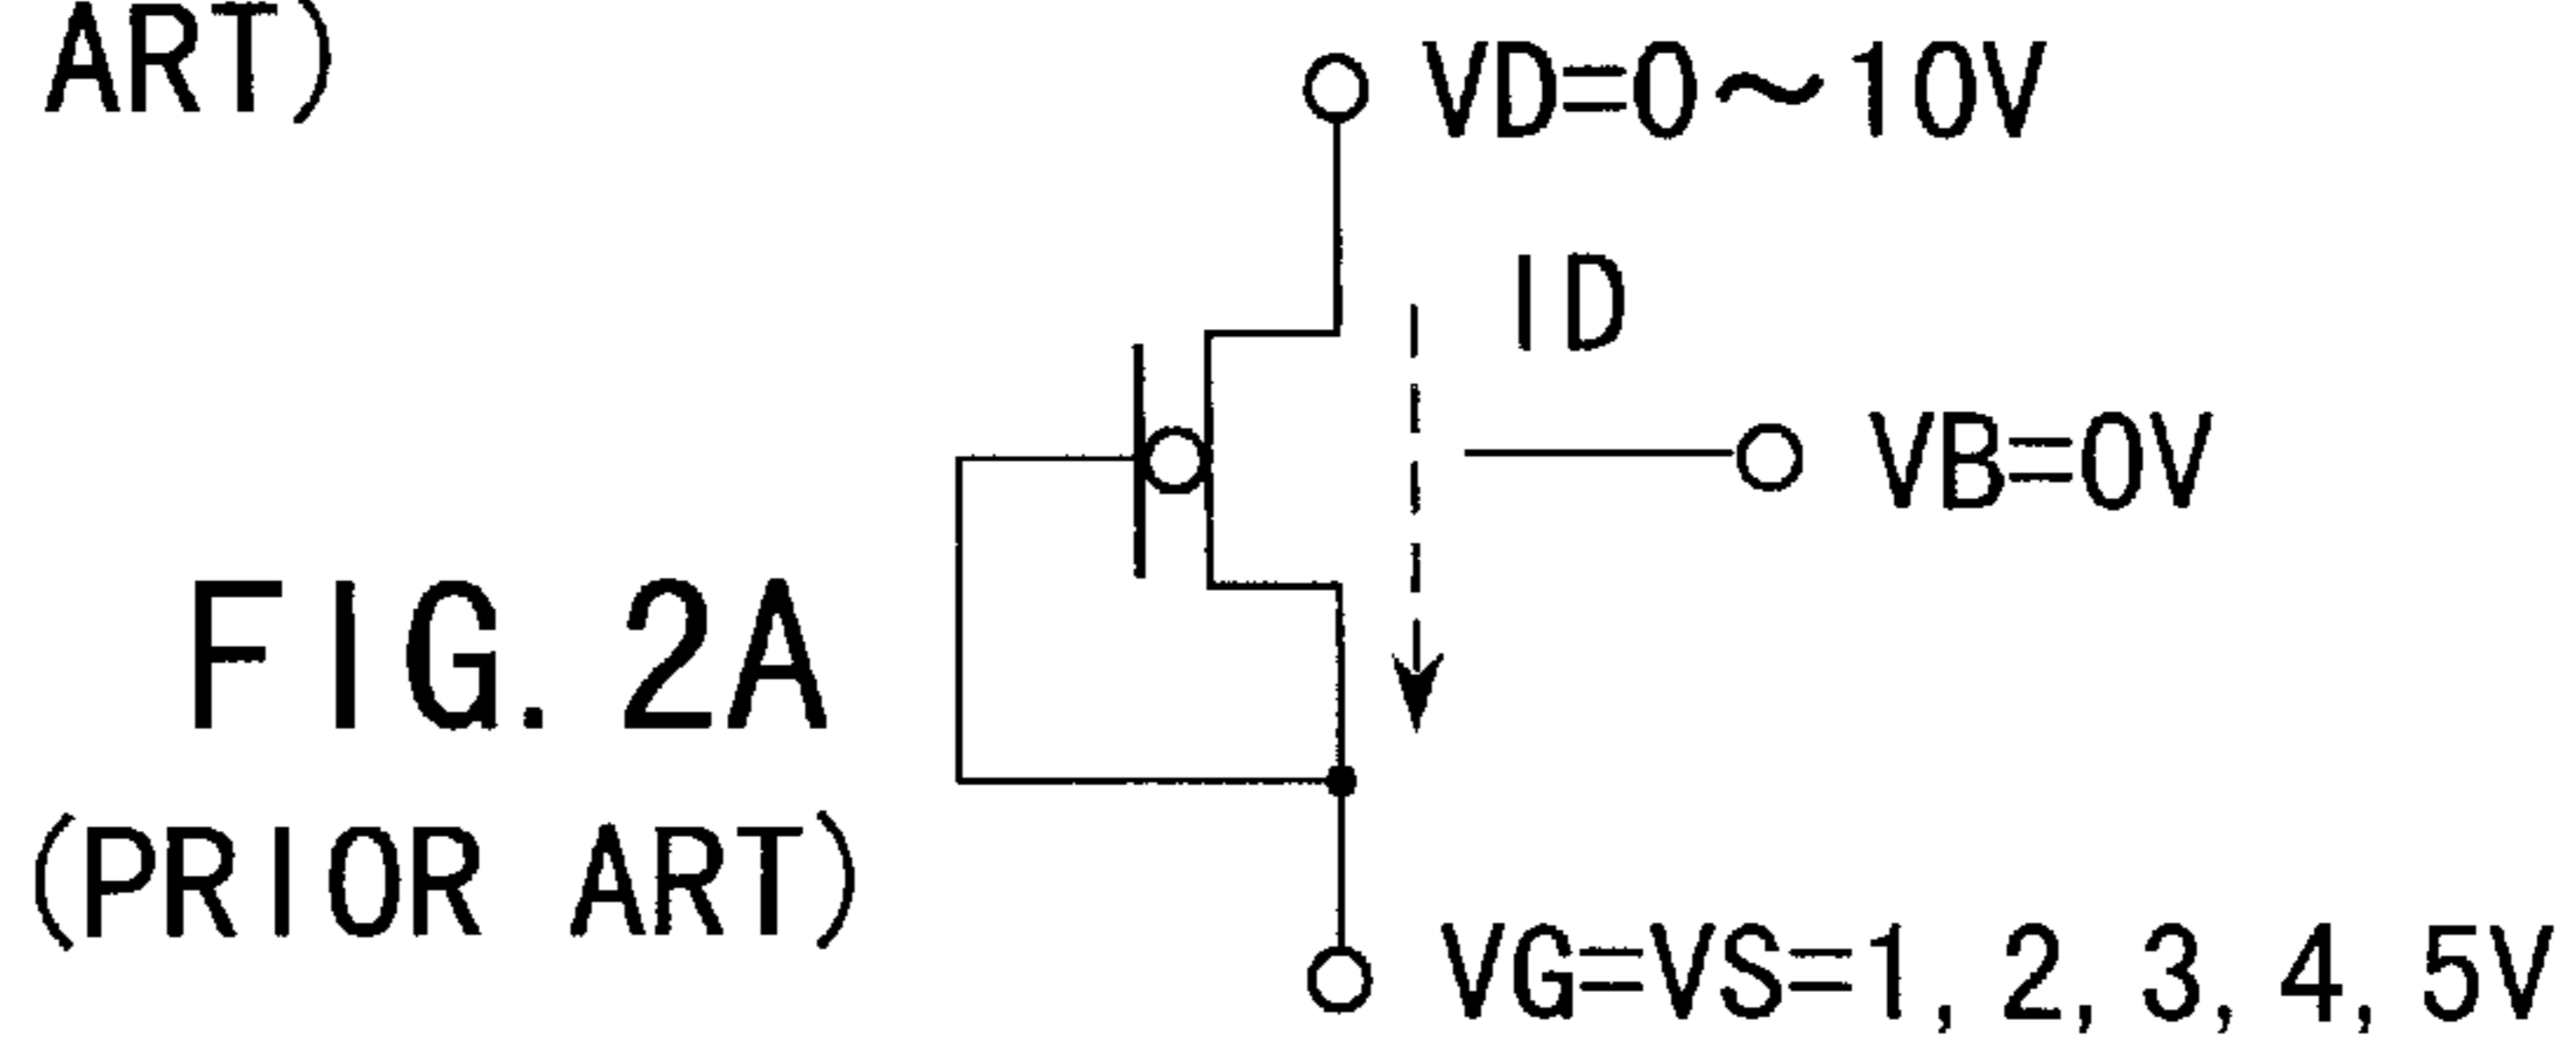 ART)
VD=0~10V
ID
VB=0V
FIG. 2A
(PRIOR ART)
VG=VS=1, 2, 3, 4, 5V